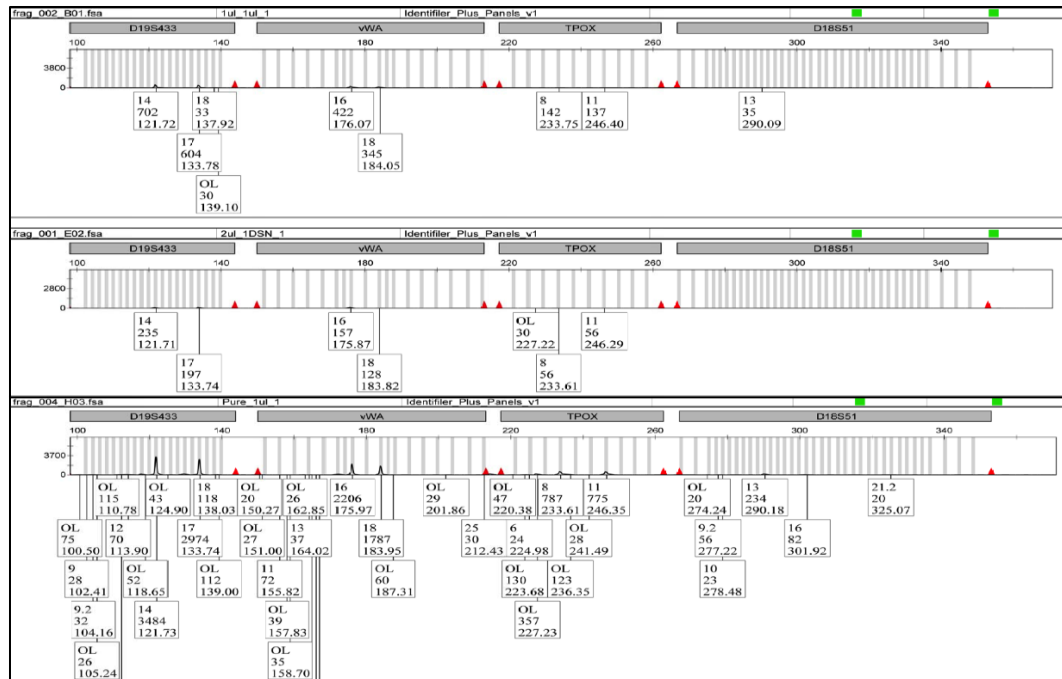 frag_002_B01.fsa 1ul_1ul_1 Identifiler_Plus_Panels_v1
D19S433 vWA TPOX D18S51
100 140 180 220 260 300 340
3800
0
14 18 16 8 11 13
702 33 422 142 137 35
121.72 137.92 176.07 233.75 246.40 290.09
17 18
604 345
133.78 184.05
OL
30
139.10
frag_001_E02.fsa 2ul_1DSN_1 Identifiler_Plus_Panels_v1
D19S433 vWA TPOX D18S51
100 140 180 220 260 300 340
2800
0
14 16 OL 11
235 157 30 56
121.71 175.87 227.22 246.29
17 18 8
197 128 56
133.74 183.82 233.61
frag_004_H03.fsa Pure_1ul_1 Identifiler_Plus_Panels_v1
D19S433 vWA TPOX D18S51
100 140 180 220 260 300 340
3700
0
OL OL 18 OL OL 16 OL OL 8 11 OL 13 21.2
115 43 118 20 26 2206 29 47 787 775 20 234 20
110.78 124.90 138.03 150.27 162.85 175.97 201.86 220.38 233.61 246.35 274.24 290.18 325.07
OL 12 17 OL 13 18 25 6 OL 9.2 16
75 70 2974 27 37 1787 30 24 28 56 82
100.50 113.90 133.74 151.00 164.02 183.95 212.43 224.98 241.49 277.22 301.92
9 OL OL 11 OL OL OL 10
28 52 112 72 60 130 123 23
102.41 118.65 139.00 155.82 187.31 223.68 236.35 278.48
9.2 14 OL OL
32 3484 39 357
104.16 121.73 157.83 227.23
OL OL
26 35
105.24 158.70